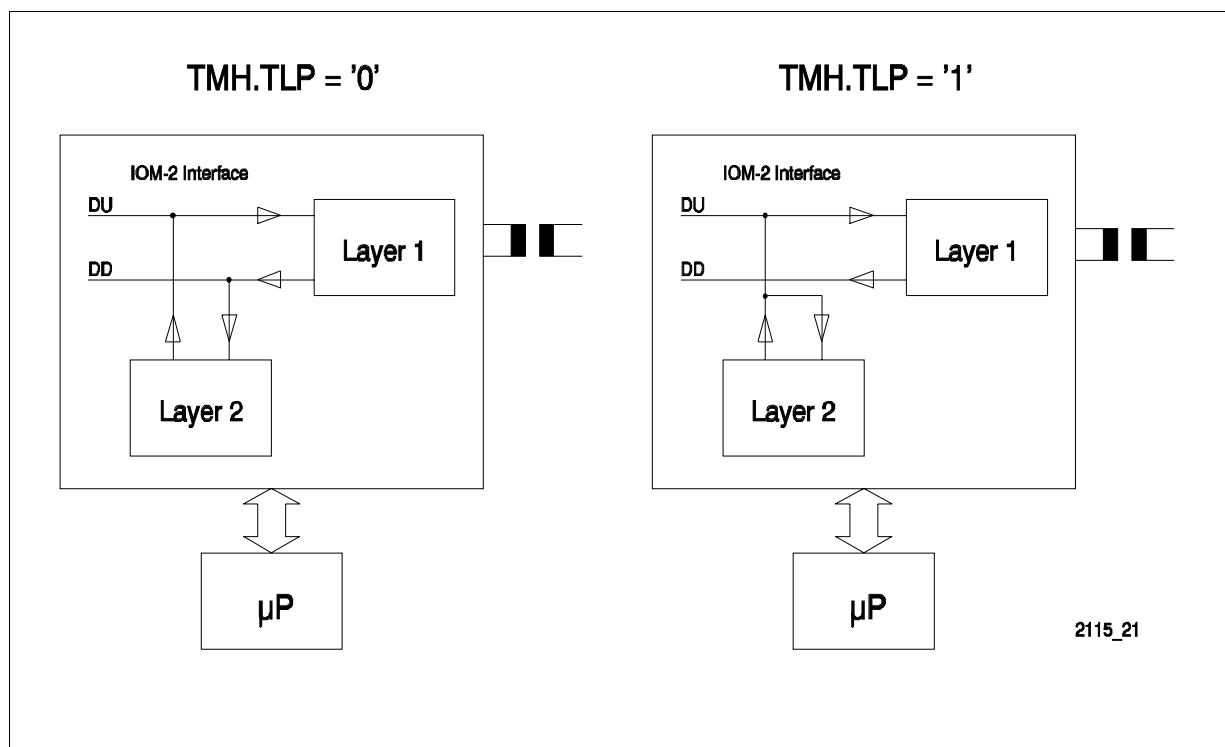 TMH.TLP = '0'
IOM-2 Interface
DU
Layer 1
DD
Layer 2
µP
TMH.TLP = '1'
IOM-2 Interface
DU
Layer 1
DD
Layer 2
µP
2115_21